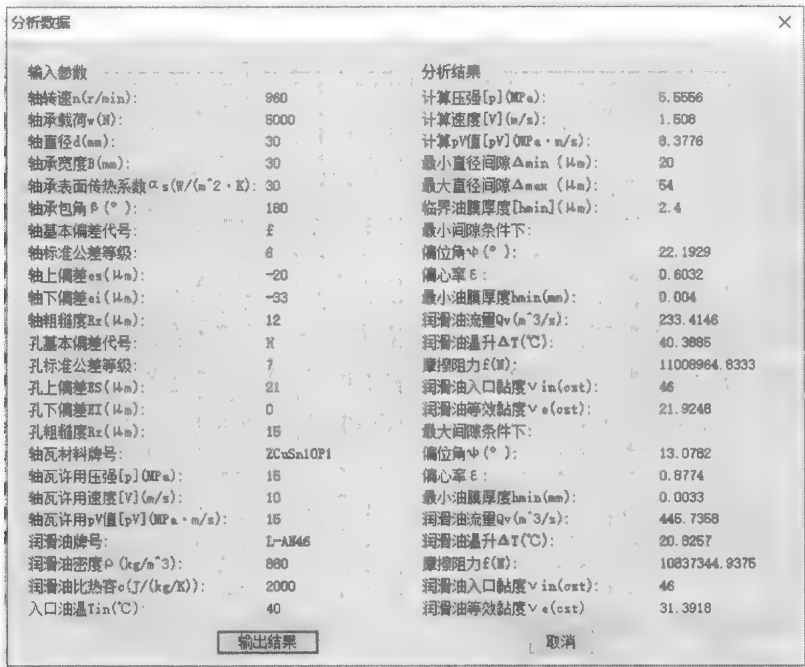 分析数据
输入参数
轴转速n(r/min): 960
轴承载荷w(N): 5000
轴直径d(mm): 30
轴承宽度B(mm): 30
轴承表面传热系数αs(W/(m^2·K): 30
轴承包角β(°): 180
轴基本偏差代号: f
轴标准公差等级: 6
轴上偏差es(μm): -20
轴下偏差ei(μm): -33
轴粗糙度Rz(μm): 12
孔基本偏差代号: H
孔标准公差等级: 7
孔上偏差ES(μm): 21
孔下偏差EI(μm): 0
孔粗糙度Rz(μm): 15
轴瓦材料牌号: ZCuSn10P1
轴瓦许用压强[p](MPa): 15
轴瓦许用速度[V](m/s): 10
轴瓦许用pV值[pV](MPa·m/s): 15
润滑油牌号: L-AN46
润滑油密度ρ(kg/m^3): 860
润滑油比热容c(J/(kg/K)): 2000
入口油温Tin(℃) 40
分析结果
计算压强[p](MPa): 5.5556
计算速度[V](m/s): 1.508
计算pV值[pV](MPa·m/s): 8.3776
最小直径间隙Δmin (μm): 20
最大直径间隙Δmax (μm): 54
临界油膜厚度[hmin](μm): 2.4
最小间隙条件下:
偏位角ψ(° ): 22.1929
偏心率ε: 0.6032
最小油膜厚度hmin(mm): 0.004
润滑油流量Qv(m^3/s): 233.4146
润滑油温升ΔT(℃): 40.3885
摩擦阻力f(N): 11008964.8333
润滑油入口黏度νin(cst): 46
润滑油等效黏度νe(cst): 21.9248
最大间隙条件下:
偏位角ψ(° ): 13.0782
偏心率ε: 0.8774
最小油膜厚度hmin(mm): 0.0033
润滑油流量Qv(m^3/s): 445.7358
润滑油温升ΔT(℃): 20.8257
摩擦阻力f(N): 10837344.9375
润滑油入口黏度νin(cst): 46
润滑油等效黏度νe(cst) 31.3918
输出结果
取消